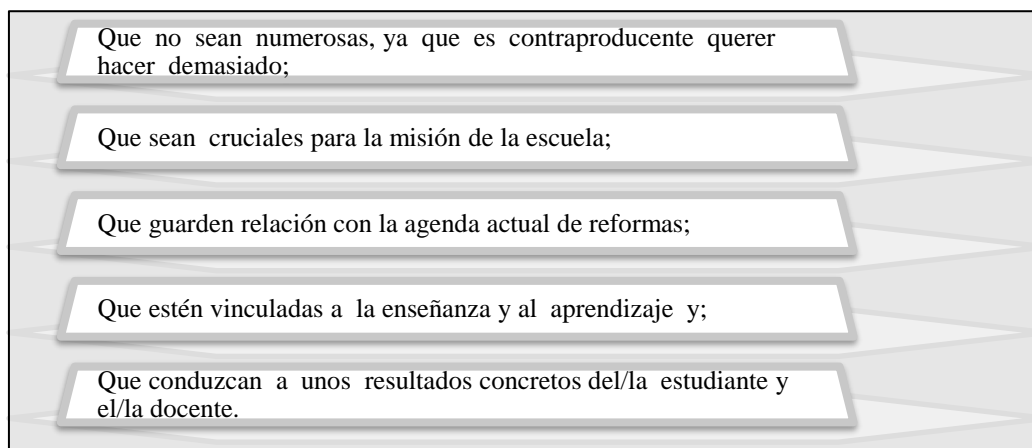 Que no sean numerosas, ya que es contraproducente querer
hacer demasiado;
Que sean cruciales para la misión de la escuela;
Que guarden relación con la agenda actual de reformas;
Que estén vinculadas a la enseñanza y al aprendizaje y;
Que conduzcan a unos resultados concretos del/la estudiante y
el/la docente.